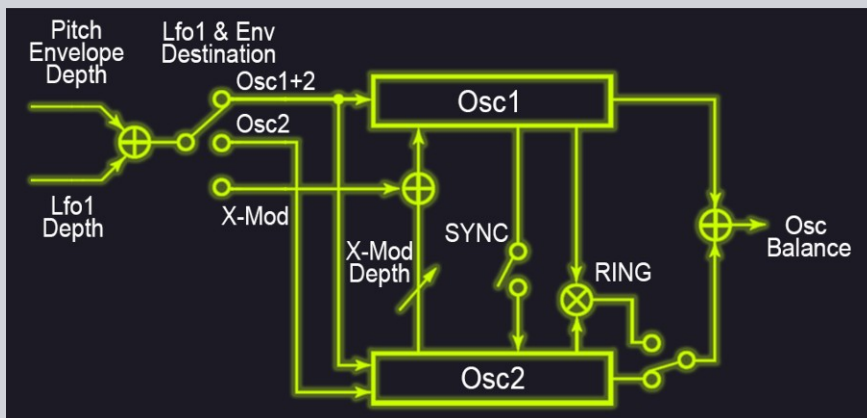 Pitch
Envelope
Depth
Lfo1 & Env
Destination
Osc1+2
Osc1
Osc2
X-Mod
Lfo1
Depth
X-Mod
Depth
SYNC
RING
Osc
Balance
Osc2